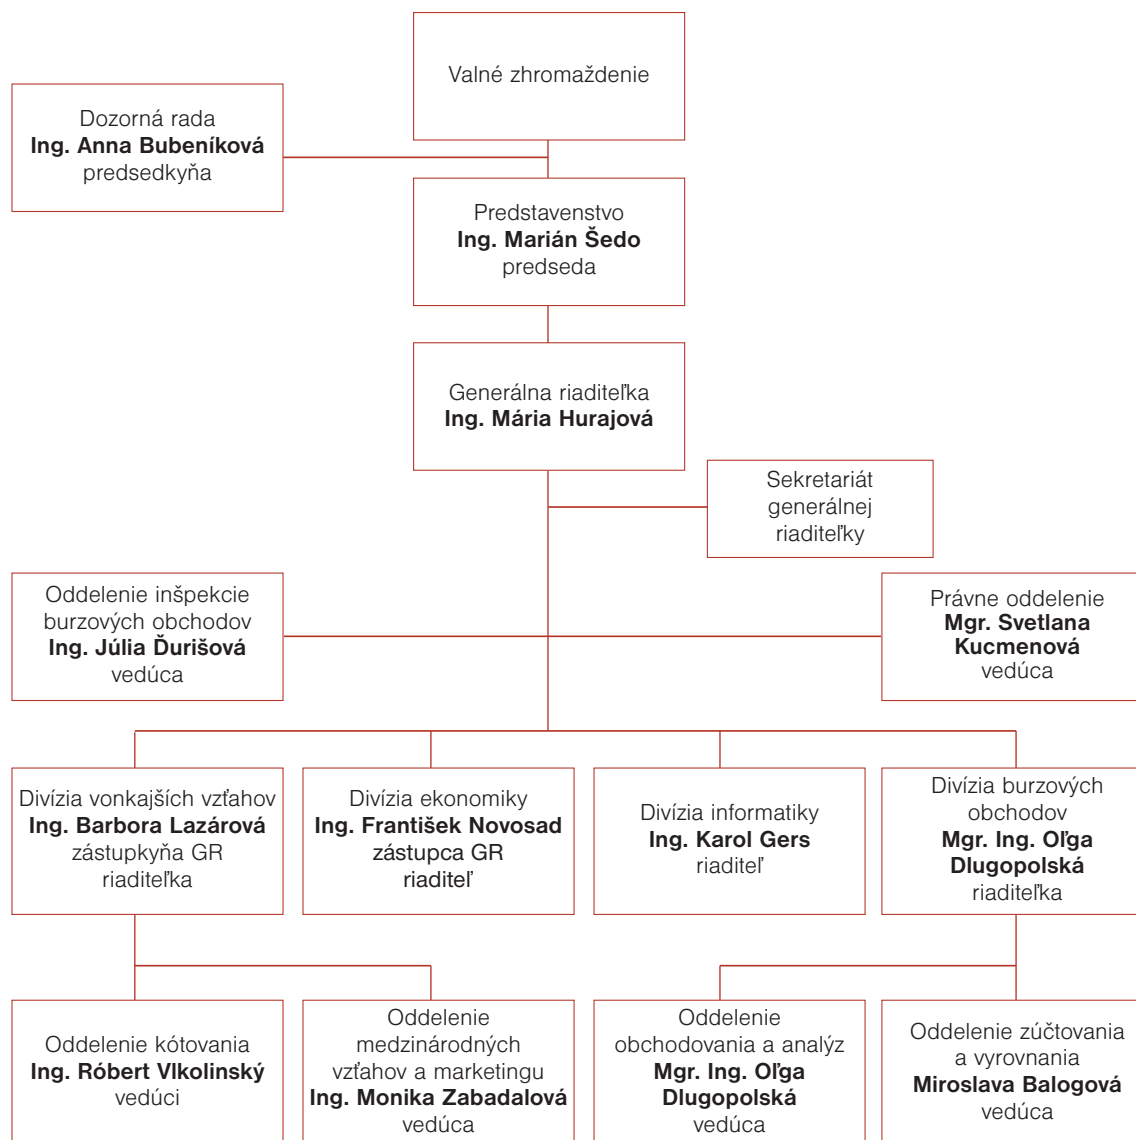 Valné zhromaždenie
Dozorná rada
Ing. Anna Bubeníková
predsedkyňa
Predstavenstvo
Ing. Marián Šedo
predseda
Generálna riaditeľka
Ing. Mária Hurajová
Sekretariát
generálnej
riaditeľky
Oddelenie inšpekcie
burzových obchodov
Ing. Júlia Ďurišová
vedúca
Právne oddelenie
Mgr. Svetlana
Kucmenová
vedúca
Divízia vonkajších vzťahov
Ing. Barbora Lazárová
zástupkyňa GR
riaditeľka
Divízia ekonomiky
Ing. František Novosad
zástupca GR
riaditeľ
Divízia informatiky
Ing. Karol Gers
riaditeľ
Divízia burzových
obchodov
Mgr. Ing. Oľga
Dlugopolská
riaditeľka
Oddelenie kótovania
Ing. Róbert Vlkolinský
vedúci
Oddelenie
medzinárodných
vzťahov a marketingu
Ing. Monika Zabadalová
vedúca
Oddelenie
obchodovania a analýz
Mgr. Ing. Oľga
Dlugopolská
vedúca
Oddelenie zúčtovania
a vyrovnania
Miroslava Balogová
vedúca